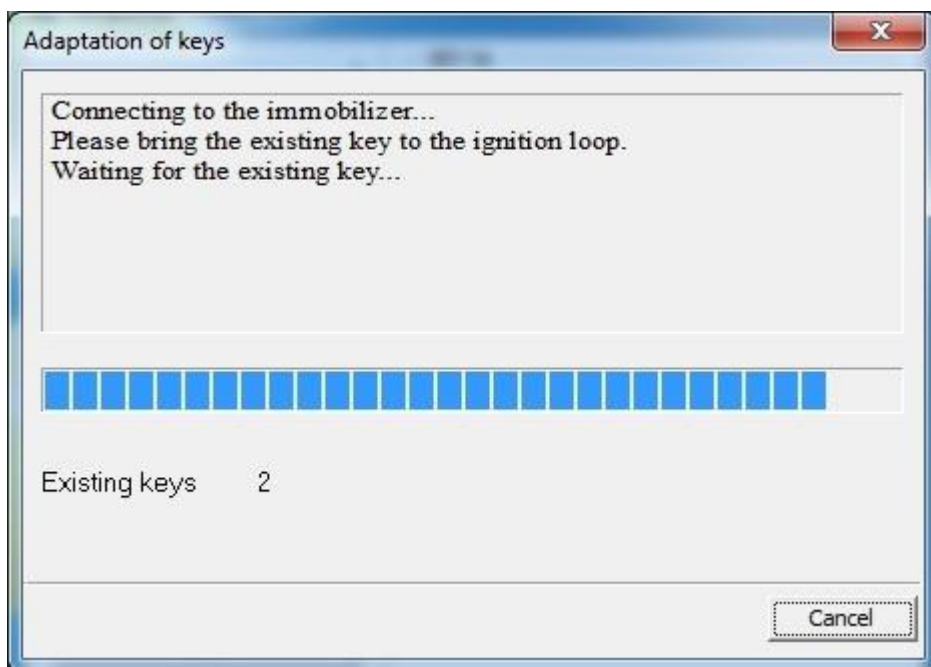 Adaptation of keys
Connecting to the immobilizer...
Please bring the existing key to the ignition loop.
Waiting for the existing key...
Existing keys 2
Cancel